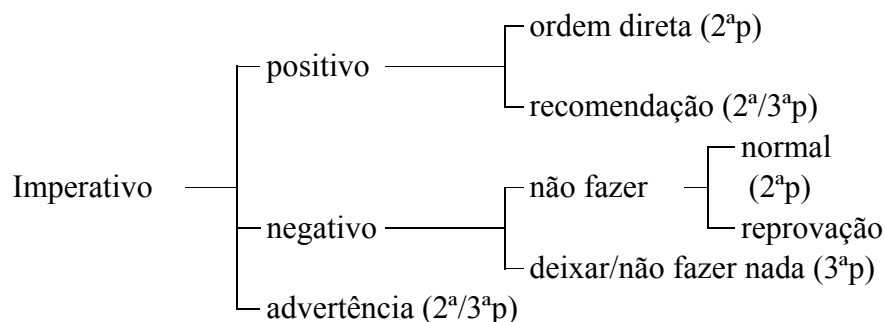 ordem direta (2ªp)
positivo
recomendação (2ª/3ªp)
normal
Imperativo
não fazer
(2ªp)
negativo
reprovação
deixar/não fazer nada (3ªp)
advertência (2ª/3ªp)